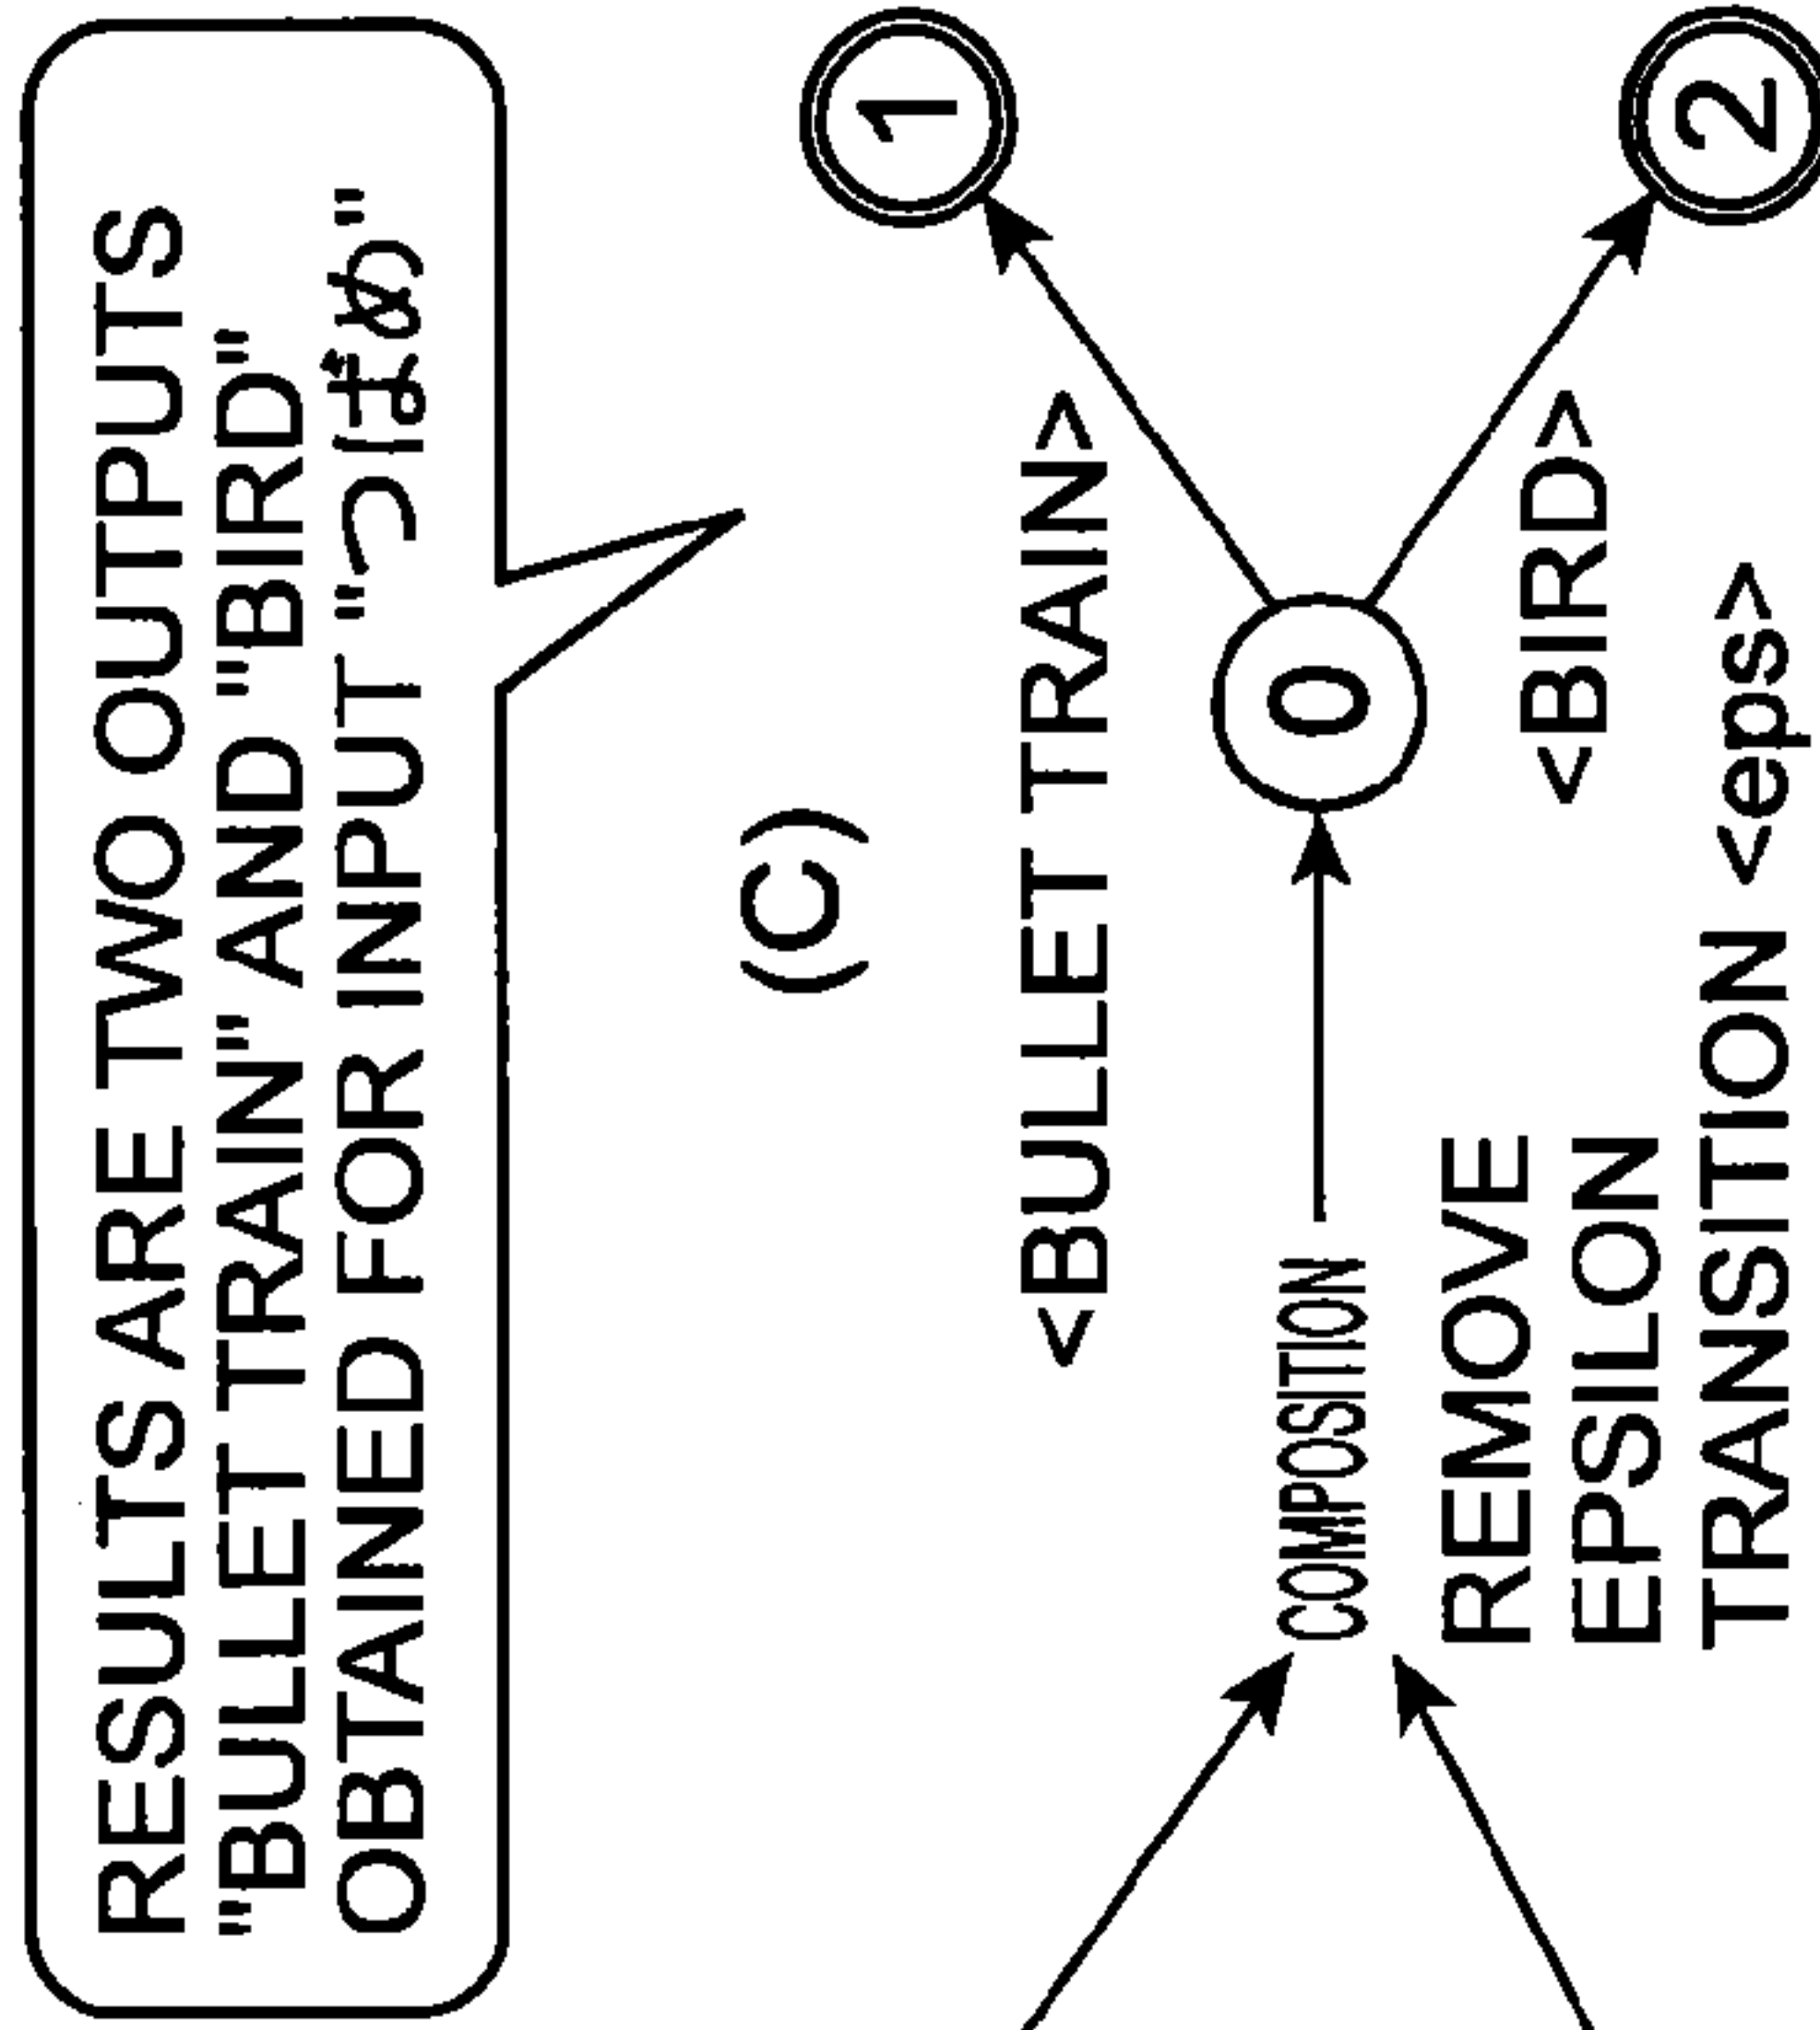 RESULTS ARE TWO OUTPUTS
"BULLET TRAIN" AND "BIRD"
OBTAINED FOR INPUT "つばめ"
(C)
<BULLET TRAIN>
1
COMPOSITION
0
REMOVE
EPSILON
TRANSITION <eps>
<BIRD>
2